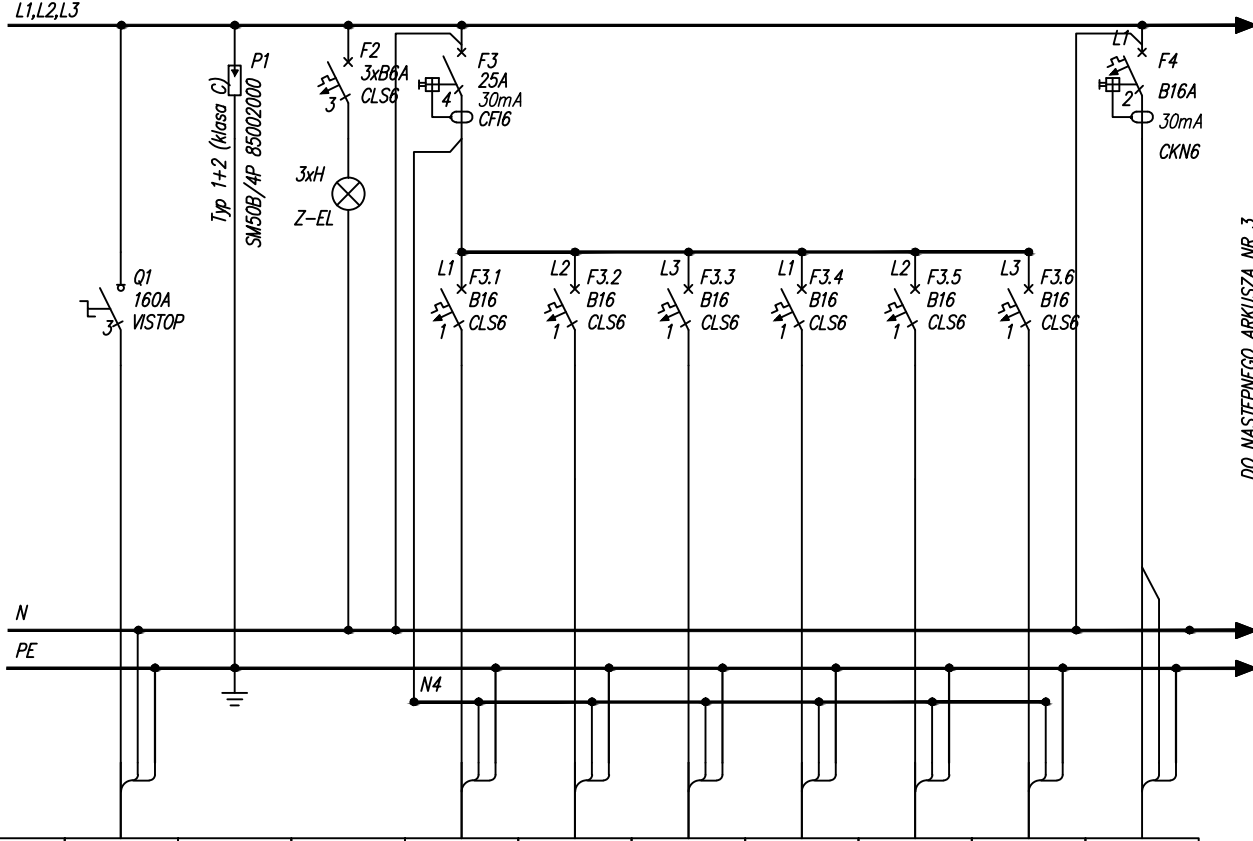 L1,L2,L3
P1
Typ 1+2 (klasa C)
SM50B/4P 85002000
F2
3xB6A
CLS6
3
3xH
Z-EL
F3
25A
30mA
CFI6
4
L1
F4
B16A
2
30mA
CKN6
Q1
160A
VISTOP
3
L1
F3.1
B16
CLS6
1
L2
F3.2
B16
CLS6
1
L3
F3.3
B16
CLS6
1
L1
F3.4
B16
CLS6
1
L2
F3.5
B16
CLS6
1
L3
F3.6
B16
CLS6
1
DO NASTĘPNEGO ARKUSZA NR 3
N
PE
N4